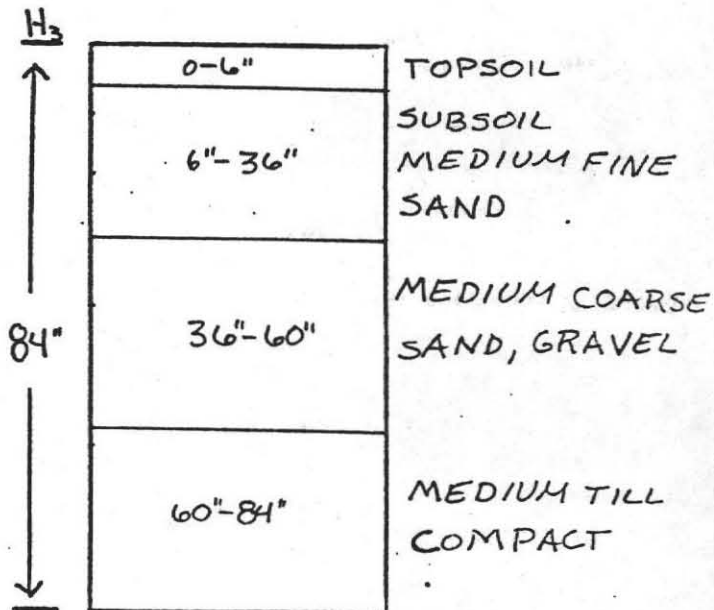 H3
0-6" TOPSOIL
SUBSOIL
6"-36" MEDIUM FINE
SAND
MEDIUM COARSE
84" 36"-60" SAND, GRAVEL
60"-84" MEDIUM TILL
COMPACT